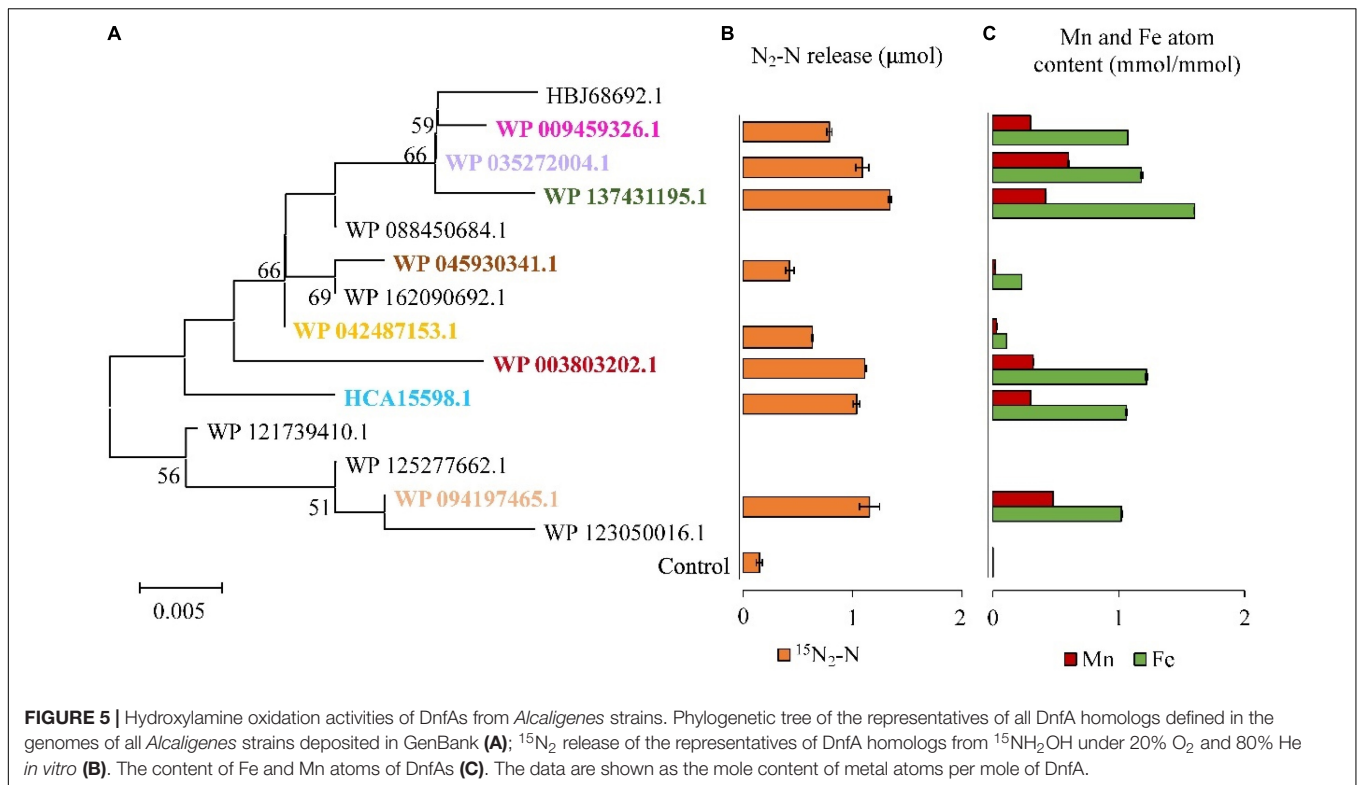 A
B
C
N₂-N release (μmol)
Mn and Fe atom
content (mmol/mmol)
HBJ68692.1
59
WP 009459326.1
66
WP 035272004.1
WP 137431195.1
WP 088450684.1
WP 045930341.1
66
69
WP 162090692.1
WP 042487153.1
WP 003803202.1
HCA15598.1
WP 121739410.1
56
WP 125277662.1
WP 094197465.1
51
WP 123050016.1
Control
0.005
0 1 2
0 1 2
¹⁵N₂-N
Mn Fe
FIGURE 5 | Hydroxylamine oxidation activities of DnfAs from Alcaligenes strains. Phylogenetic tree of the representatives of all DnfA homologs defined in the
genomes of all Alcaligenes strains deposited in GenBank (A); ¹⁵N₂ release of the representatives of DnfA homologs from ¹⁵NH₂OH under 20% O₂ and 80% He
in vitro (B). The content of Fe and Mn atoms of DnfAs (C). The data are shown as the mole content of metal atoms per mole of DnfA.